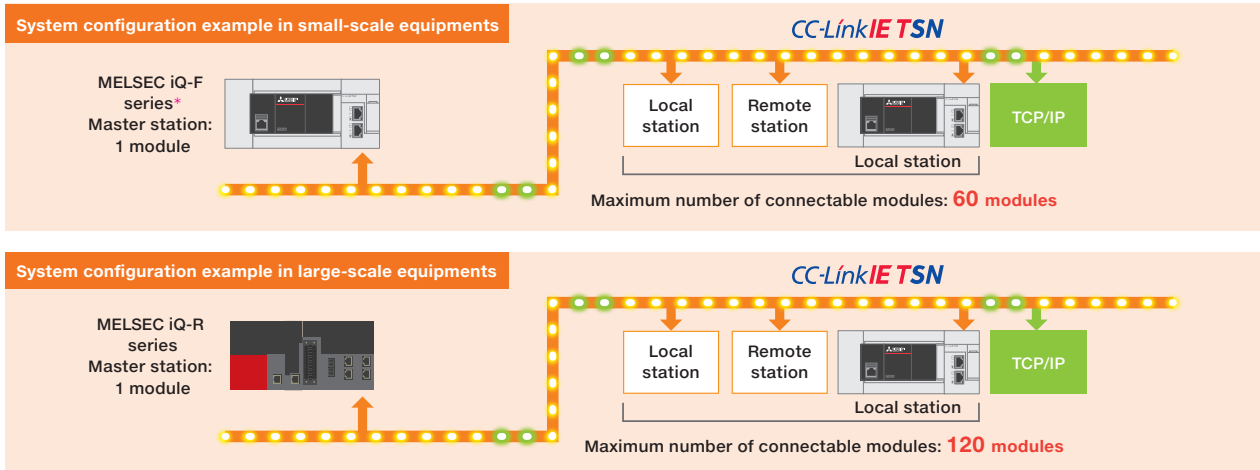 System configuration example in small-scale equipments
CC-Link IE TSN
MELSEC iQ-F
series*
Master station:
1 module
Local
station
Remote
station
TCP/IP
Local station
Maximum number of connectable modules: 60 modules
System configuration example in large-scale equipments
CC-Link IE TSN
MELSEC iQ-R
series
Master station:
1 module
Local
station
Remote
station
TCP/IP
Local station
Maximum number of connectable modules: 120 modules